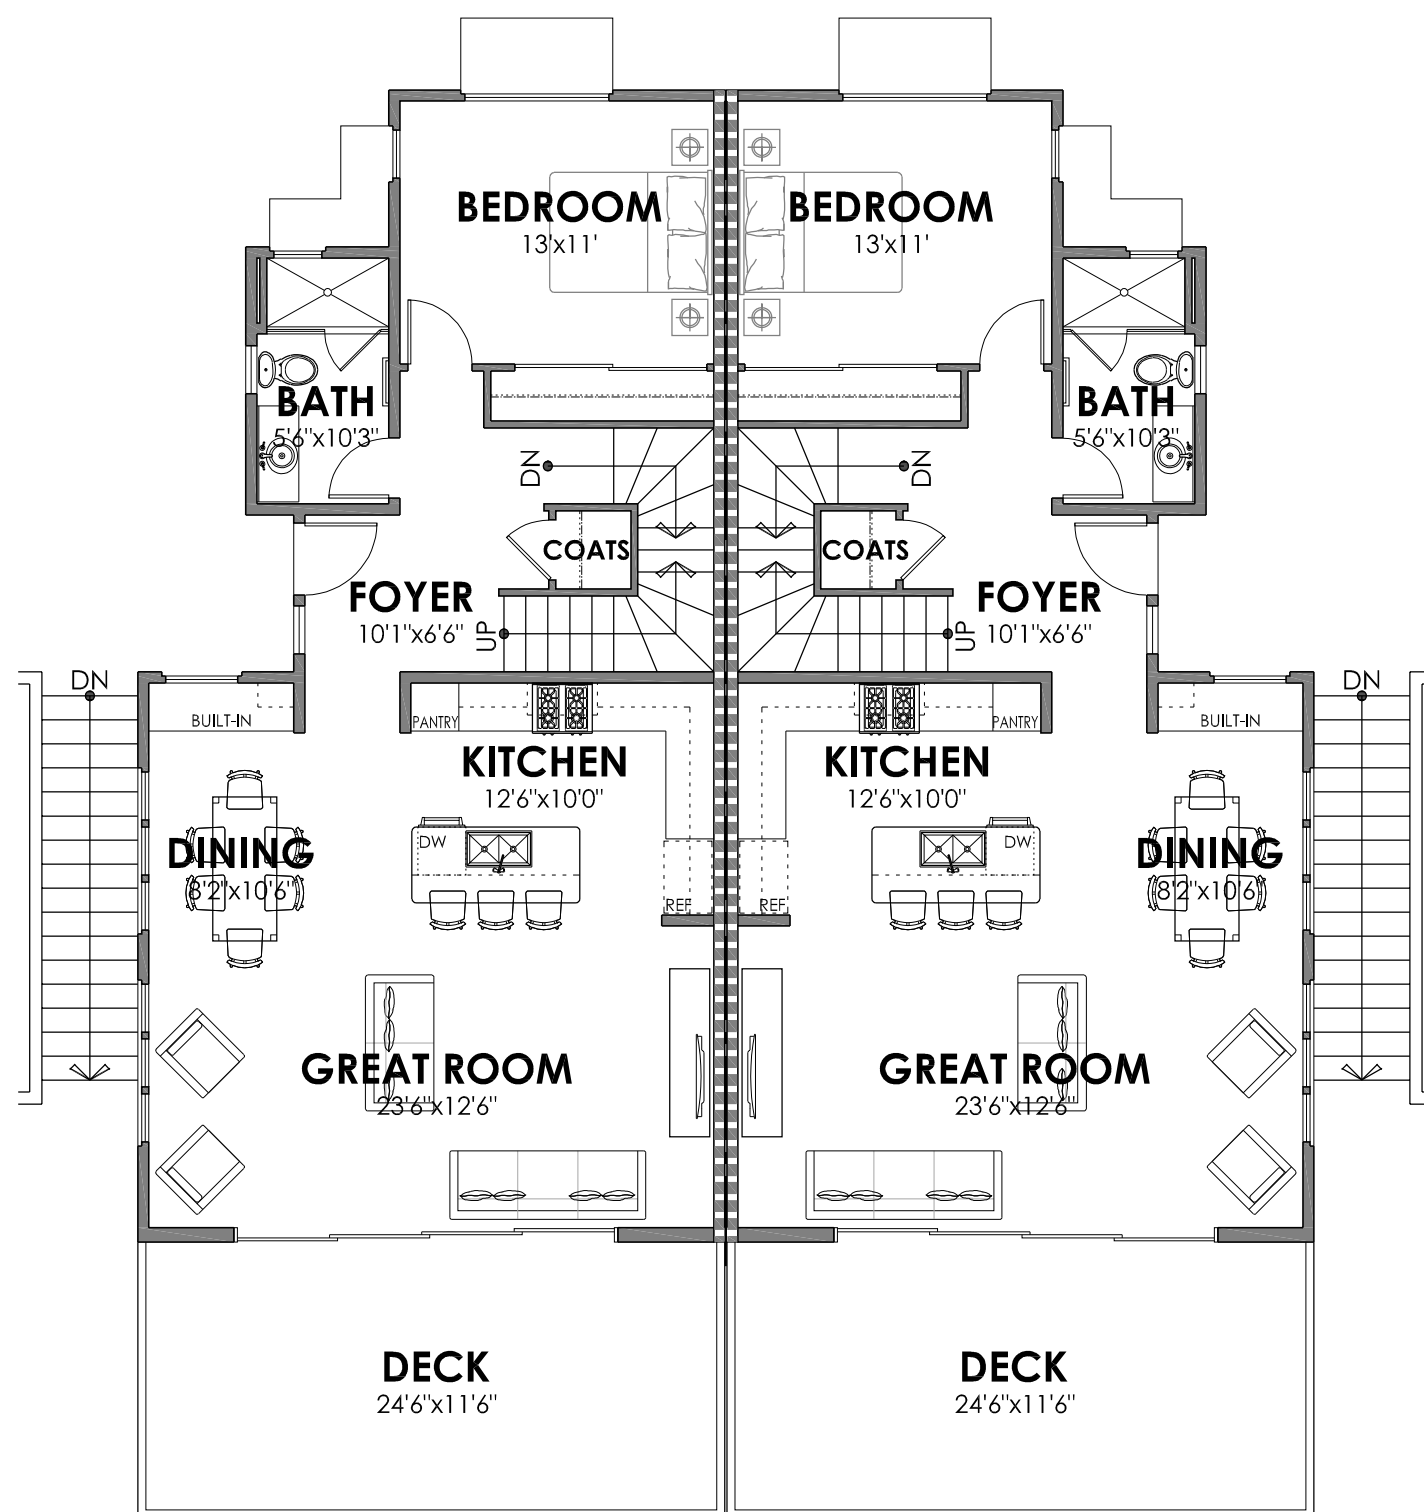 BEDROOM
13'x11'
BEDROOM
13'x11'
BATH
5'6"x10'3"
BATH
5'6"x10'3"
DN
DN
COATS
COATS
FOYER
10'1"x6'6"
UP
FOYER
10'1"x6'6"
UP
DN
DN
BUILT-IN
PANTRY
PANTRY
BUILT-IN
KITCHEN
12'6"x10'0"
KITCHEN
12'6"x10'0"
DW
DW
DINING
8'2"x10'6"
DINING
8'2"x10'6"
REF
REF
GREAT ROOM
23'6"x12'6"
GREAT ROOM
23'6"x12'6"
DECK
24'6"x11'6"
DECK
24'6"x11'6"